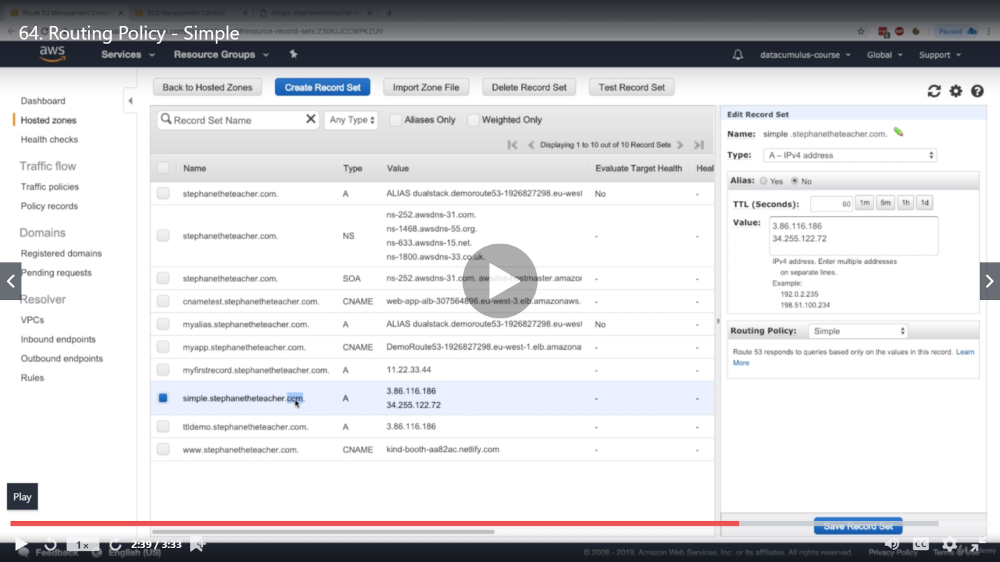 Route 53 Management Conso
EC2 Management Console
simple.stephanetheteacher.c
64. Routing Policy - Simple
resource-record-sets:Z30IUJCCWPKZUV
Paused
aws
Services
Resource Groups
datacumulus-course
Global
Support
Back to Hosted Zones
Create Record Set
Import Zone File
Delete Record Set
Test Record Set
Dashboard
Hosted zones
Health checks
Traffic flow
Traffic policies
Policy records
Domains
Registered domains
Pending requests
Resolver
VPCs
Inbound endpoints
Outbound endpoints
Rules
Record Set Name
Any Type
Aliases Only
Weighted Only
Displaying 1 to 10 out of 10 Record Sets
Name Type Value Evaluate Target Health Heal
stephanetheteacher.com. A ALIAS dualstack.demoroute53-1926827298.eu-west No -
stephanetheteacher.com. NS ns-252.awsdns-31.com. - -
ns-1468.awsdns-55.org.
ns-633.awsdns-15.net.
ns-1800.awsdns-33.co.uk.
stephanetheteacher.com. SOA ns-252.awsdns-31.com. awsdns-hostmaster.amazon - -
cnametest.stephanetheteacher.com. CNAME web-app-alb-307564896.eu-west-3.elb.amazonaws. - -
myalias.stephanetheteacher.com. A ALIAS dualstack.demoroute53-1926827298.eu-west No -
myapp.stephanetheteacher.com. CNAME DemoRoute53-1926827298.eu-west-1.elb.amazona - -
myfirstrecord.stephanetheteacher.com. A 11.22.33.44 - -
simple.stephanetheteacher.com. A 3.86.116.186 - -
34.255.122.72
ttldemo.stephanetheteacher.com. A 3.86.116.186 - -
www.stephanetheteacher.com. CNAME kind-booth-aa82ac.netlify.com - -
Edit Record Set
Name: simple .stephanetheteacher.com.
Type: A – IPv4 address
Alias: Yes No
TTL (Seconds): 60 1m 5m 1h 1d
Value: 3.86.116.186
34.255.122.72
IPv4 address. Enter multiple addresses
on separate lines.
Example:
192.0.2.235
198.51.100.234
Routing Policy: Simple
Route 53 responds to queries based only on the values in this record. Learn
More
Save Record Set
Play
1x
2:39 / 3:33
CC
Feedback
English (US)
© 2008 - 2019, Amazon Web Services, Inc. or its affiliates. All rights reserved.
Privacy Policy